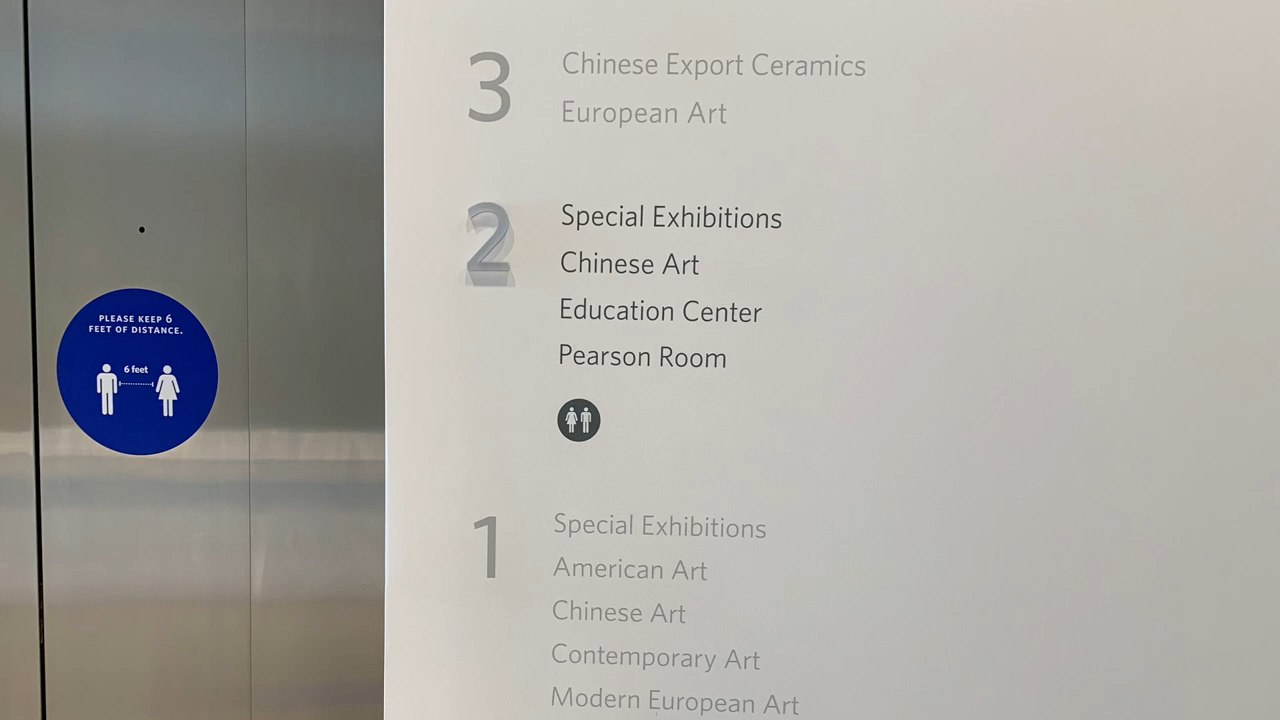 PLEASE KEEP 6
FEET OF DISTANCE.
6 feet
3
Chinese Export Ceramics
European Art
2
Special Exhibitions
Chinese Art
Education Center
Pearson Room
1
Special Exhibitions
American Art
Chinese Art
Contemporary Art
Modern European Art